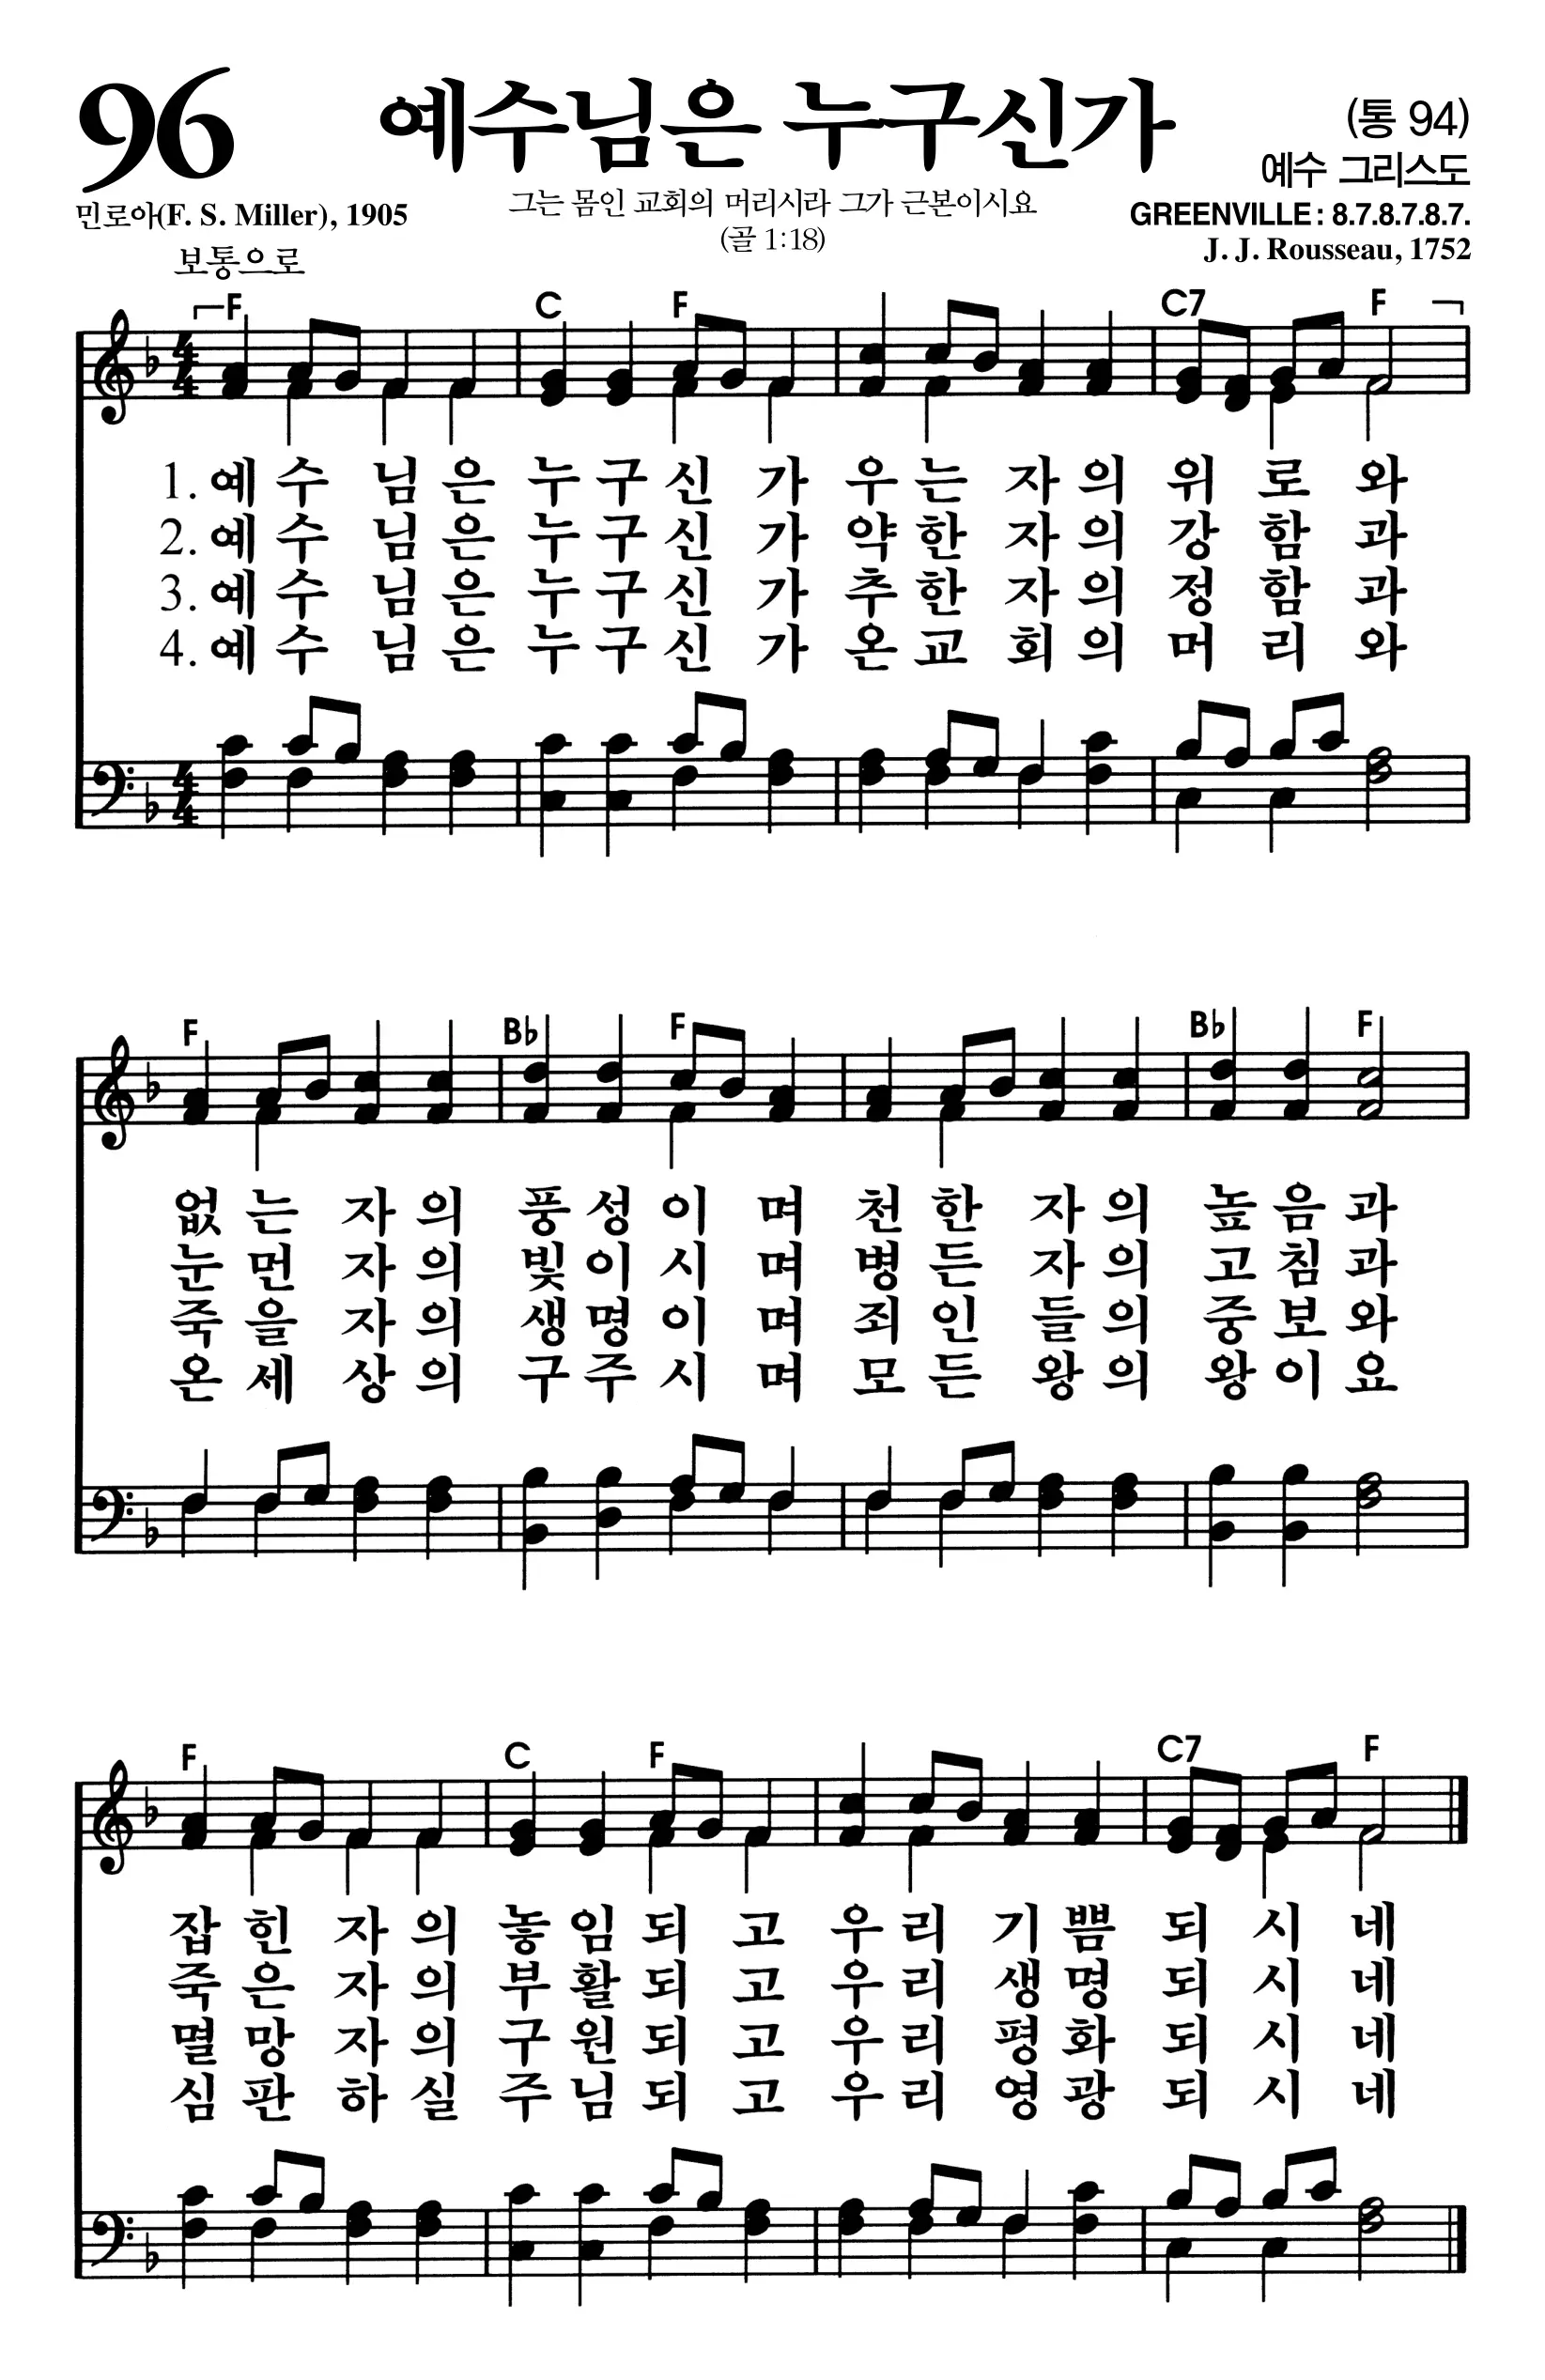 96 예수님은 누구신가 (통 94)
예수 그리스도
민로아(F. S. Miller), 1905 그는 몸인 교회의 머리시라 그가 근본이시요 GREENVILLE : 8.7.8.7.8.7.
(골 1:18) J. J. Rousseau, 1752
보통으로
F C F C7 F
1. 예 수 님 은 누 구 신 가 우 는 자 의 위 로 와
2. 예 수 님 은 누 구 신 가 약 한 자 의 강 함 과
3. 예 수 님 은 누 구 신 가 추 한 자 의 정 함 과
4. 예 수 님 은 누 구 신 가 온 교 회 의 머 리 와
F B♭ F B♭ F
없 는 자 의 풍 성 이 며 천 한 자 의 높 음 과
눈 먼 자 의 빛 이 시 며 병 든 자 의 고 침 과
죽 을 자 의 생 명 이 며 죄 인 들 의 중 보 와
온 세 상 의 구 주 시 며 모 든 왕 의 왕 이 요
F C F C7 F
잡 힌 자 의 놓 임 되 고 우 리 기 쁨 되 시 네
죽 은 자 의 부 활 되 고 우 리 생 명 되 시 네
멸 망 자 의 구 원 되 고 우 리 평 화 되 시 네
심 판 하 실 주 님 되 고 우 리 영 광 되 시 네